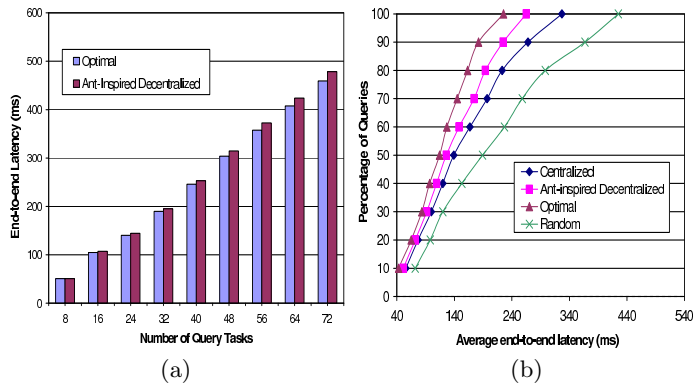 600
500
400
300
200
100
0
End-to-end Latency (ms)
Optimal
Ant-Inspired Decentralized
8 16 24 32 40 48 56 64 72
Number of Query Tasks
(a)
100
90
80
70
60
50
40
30
20
10
0
Percentage of Queries
Centralized
Ant-inspired Decentralized
Optimal
Random
40 140 240 340 440 540
Average end-to-end latency (ms)
(b)